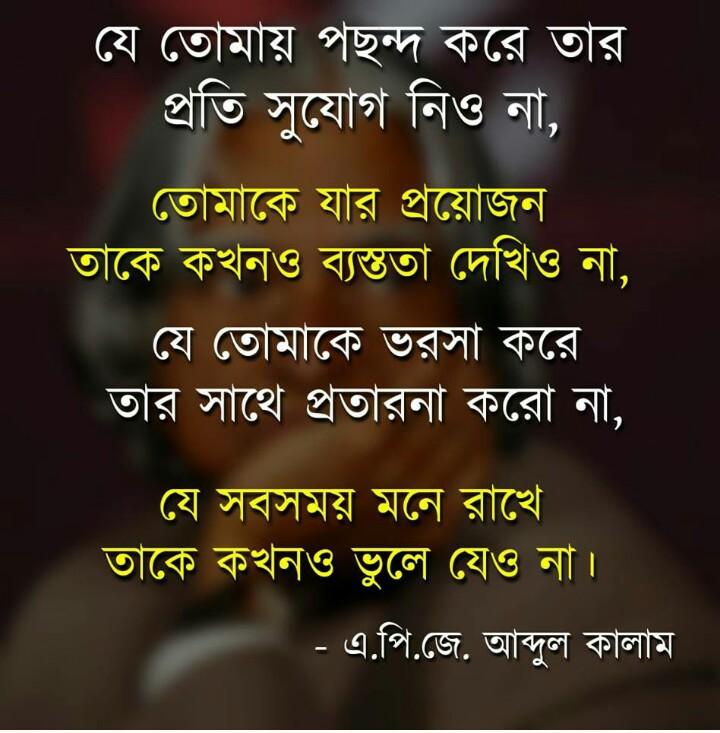 যে তোমায় পছন্দ করে তার
প্রতি সুযোগ নিও না,
তোমাকে যার প্রয়োজন
তাকে কখনও ব্যস্ততা দেখিও না,
যে তোমাকে ভরসা করে
তার সাথে প্রতারনা করো না,
যে সবসময় মনে রাখে
তাকে কখনও ভুলে যেও না।
- এ.পি.জে. আব্দুল কালাম